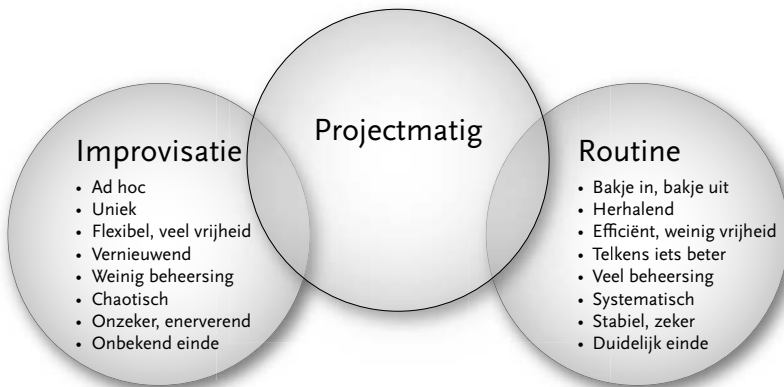 Projectmatig
Improvisatie
• Ad hoc
• Uniek
• Flexibel, veel vrijheid
• Vernieuwend
• Weinig beheersing
• Chaotisch
• Onzeker, enerverend
• Onbekend einde
Routine
• Bakje in, bakje uit
• Herhalend
• Efficiënt, weinig vrijheid
• Telkens iets beter
• Veel beheersing
• Systematisch
• Stabiel, zeker
• Duidelijk einde